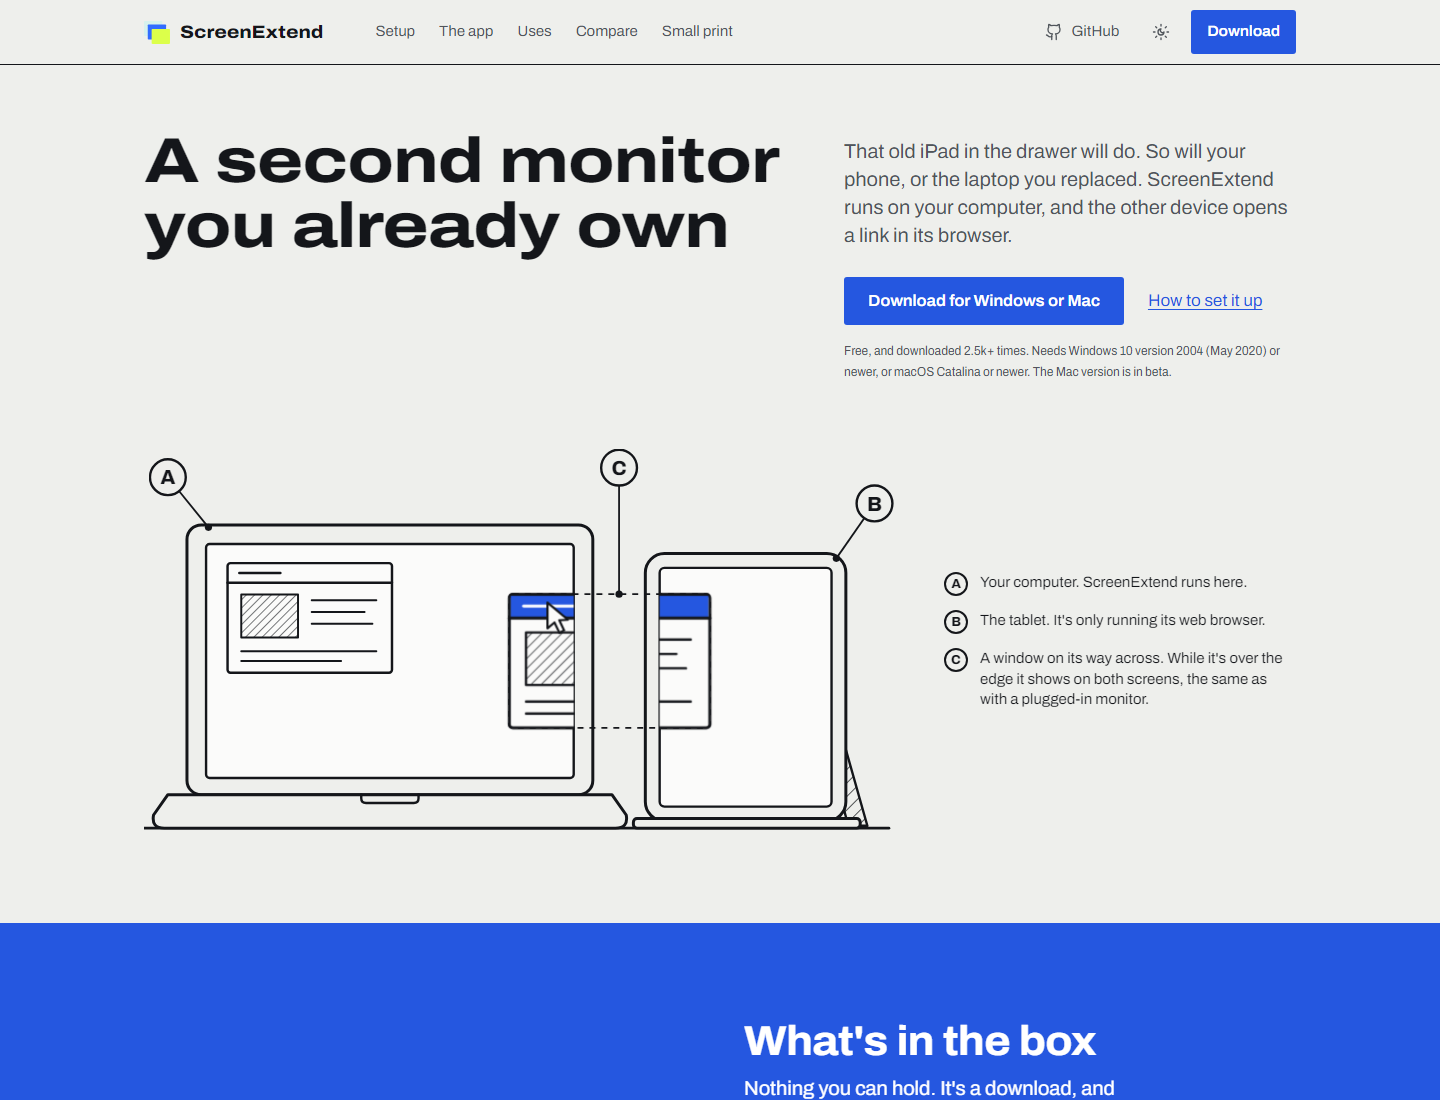 ScreenExtend
Setup
The app
Uses
Compare
Small print
GitHub
Download
A second monitor
you already own
That old iPad in the drawer will do. So will your
phone, or the laptop you replaced. ScreenExtend
runs on your computer, and the other device opens
a link in its browser.
Download for Windows or Mac
How to set it up
Free, and downloaded 2.5k+ times. Needs Windows 10 version 2004 (May 2020) or
newer, or macOS Catalina or newer. The Mac version is in beta.
A
C
B
A Your computer. ScreenExtend runs here.
B The tablet. It's only running its web browser.
C A window on its way across. While it's over the
edge it shows on both screens, the same as
with a plugged-in monitor.
What's in the box
Nothing you can hold. It's a download, and